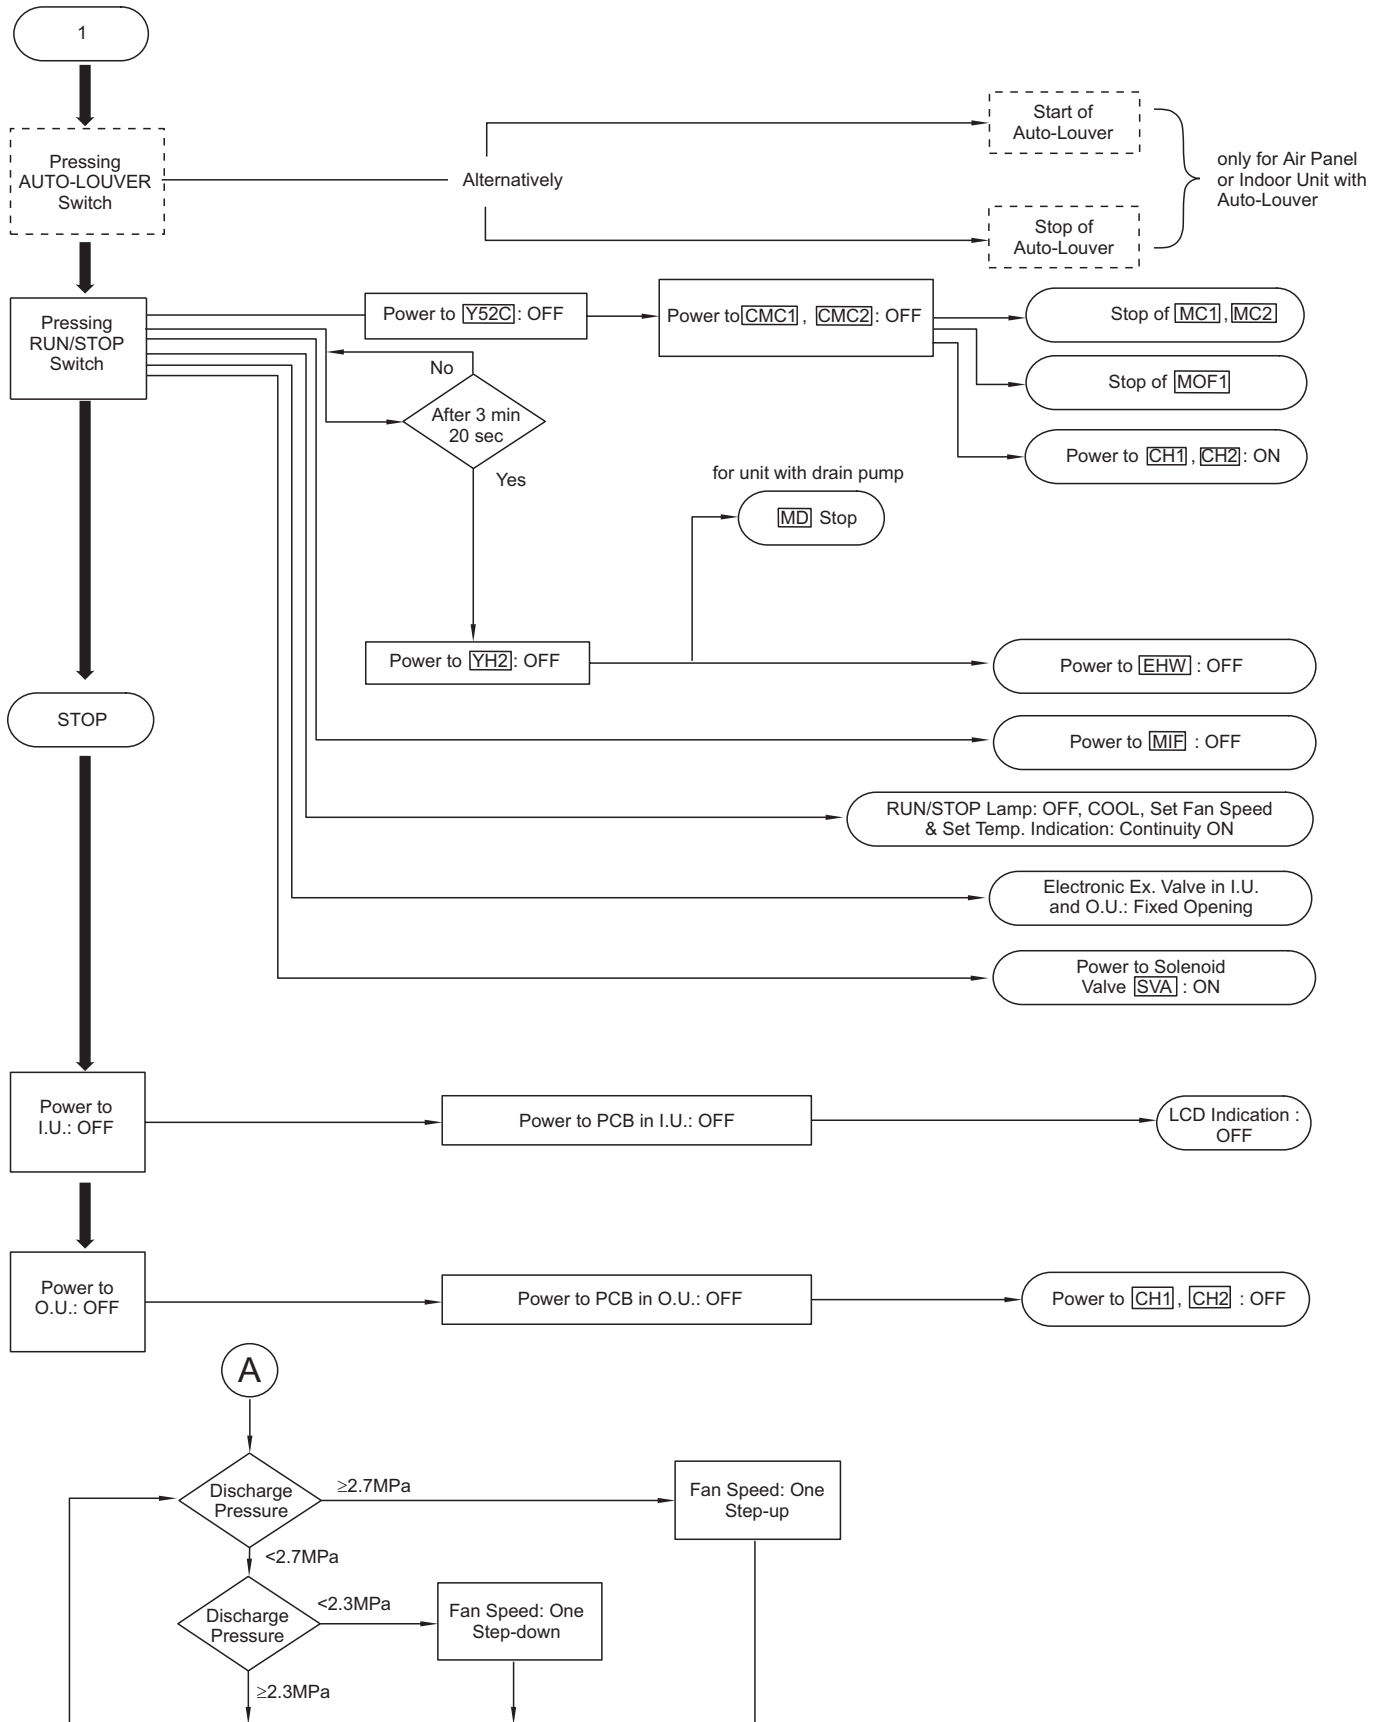 1
Pressing
AUTO-LOUVER
Switch
Alternatively
Start of
Auto-Louver
Stop of
Auto-Louver
only for Air Panel
or Indoor Unit with
Auto-Louver
Pressing
RUN/STOP
Switch
Power to Y52C : OFF
Power to CMC1 , CMC2 : OFF
Stop of MC1 , MC2
Stop of MOF1
Power to CH1 , CH2 : ON
No
After 3 min
20 sec
Yes
for unit with drain pump
MD Stop
Power to YH2 : OFF
Power to EHW : OFF
STOP
Power to MIF : OFF
RUN/STOP Lamp: OFF, COOL, Set Fan Speed
& Set Temp. Indication: Continuity ON
Electronic Ex. Valve in I.U.
and O.U.: Fixed Opening
Power to Solenoid
Valve SVA : ON
Power to
I.U.: OFF
Power to PCB in I.U.: OFF
LCD Indication :
OFF
Power to
O.U.: OFF
Power to PCB in O.U.: OFF
Power to CH1 , CH2 : OFF
A
Discharge
Pressure
≥2.7MPa
Fan Speed: One
Step-up
<2.7MPa
Discharge
Pressure
<2.3MPa
Fan Speed: One
Step-down
≥2.3MPa